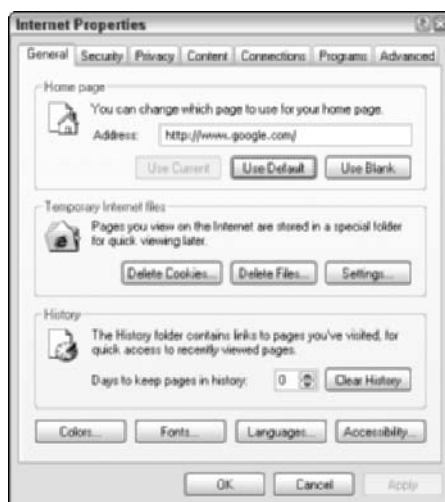 Internet Properties
General Security Privacy Content Connections Programs Advanced
Home page
You can change which page to use for your home page.
Address: http://www.google.com/
Use Current Use Default Use Blank
Temporary Internet files
Pages you view on the Internet are stored in a special folder
for quick viewing later.
Delete Cookies... Delete Files... Settings...
History
The History folder contains links to pages you've visited, for
quick access to recently viewed pages.
Days to keep pages in history: 0 Clear History
Colors... Fonts... Languages... Accessibility...
OK Cancel Apply